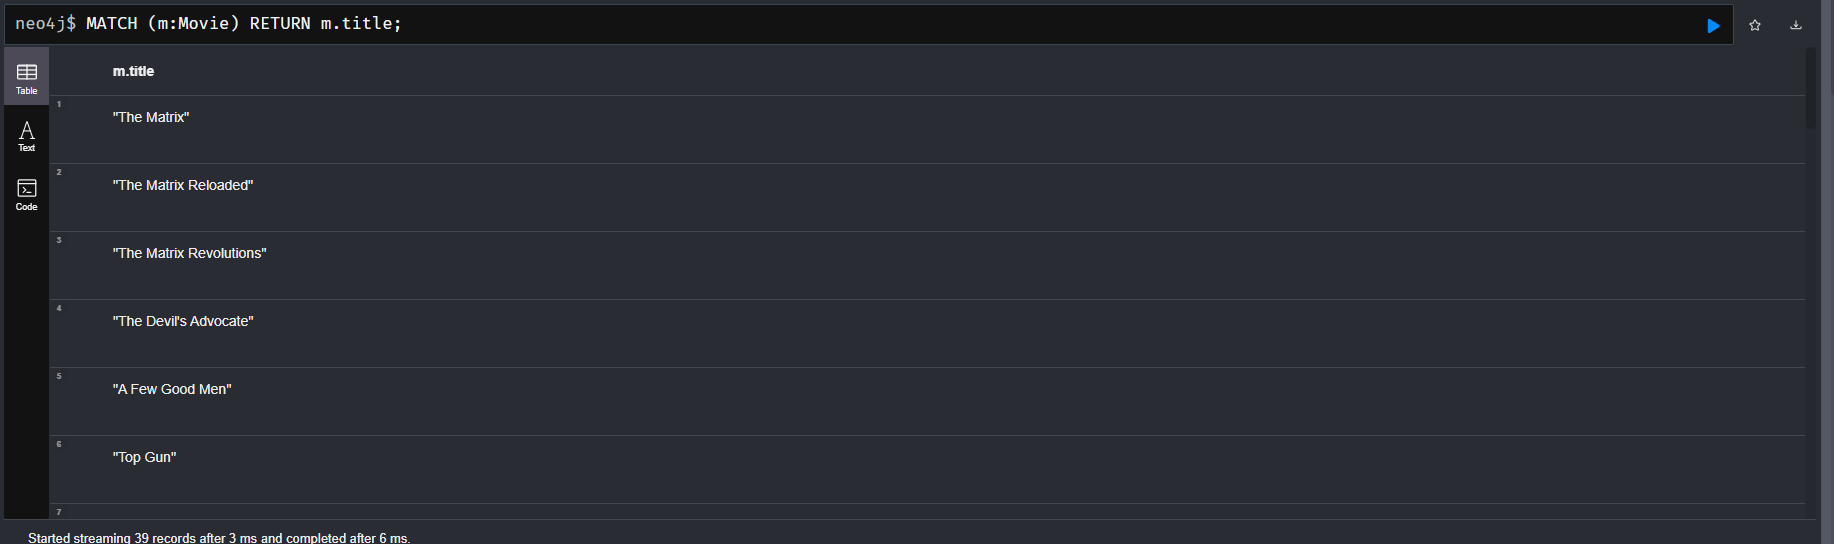 neo4j$ MATCH (m:Movie) RETURN m.title;
Table
Text
Code
m.title
1
"The Matrix"
2
"The Matrix Reloaded"
3
"The Matrix Revolutions"
4
"The Devil's Advocate"
5
"A Few Good Men"
6
"Top Gun"
7
Started streaming 39 records after 3 ms and completed after 6 ms.